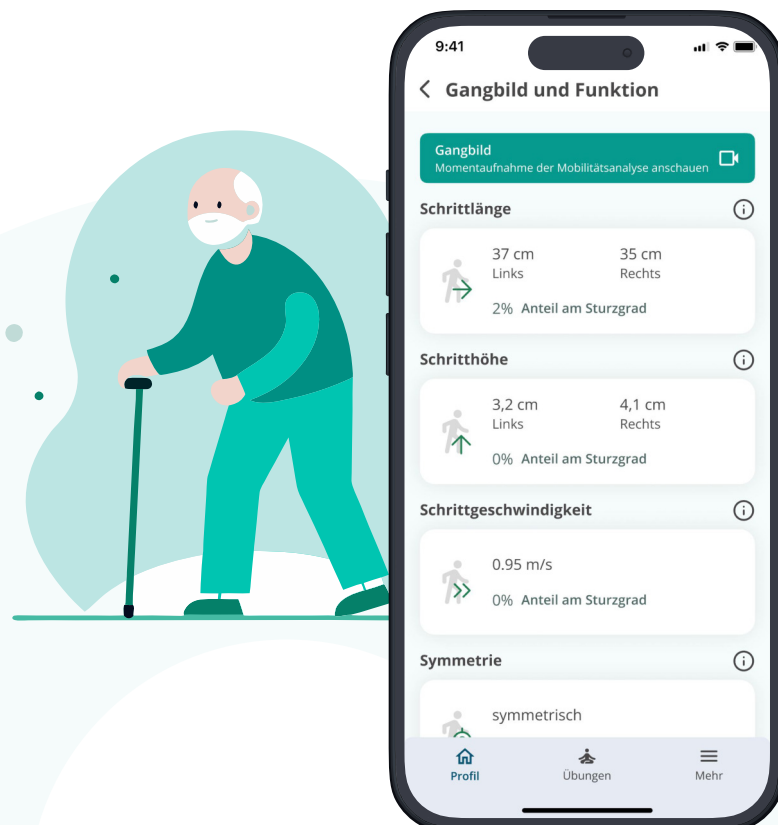 9:41
Gangbild und Funktion
Gangbild
Momentaufnahme der Mobilitätsanalyse anschauen
Schrittlänge
37 cm 35 cm
Links Rechts
2% Anteil am Sturzgrad
Schritthöhe
3,2 cm 4,1 cm
Links Rechts
0% Anteil am Sturzgrad
Schrittgeschwindigkeit
0.95 m/s
0% Anteil am Sturzgrad
Symmetrie
symmetrisch
Profil Übungen Mehr